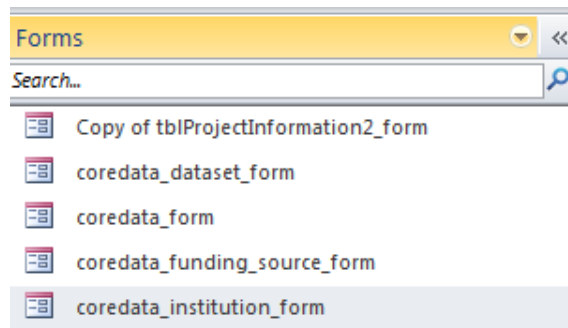 Forms
Search...
Copy of tblProjectInformation2_form
coredata_dataset_form
coredata_form
coredata_funding_source_form
coredata_institution_form